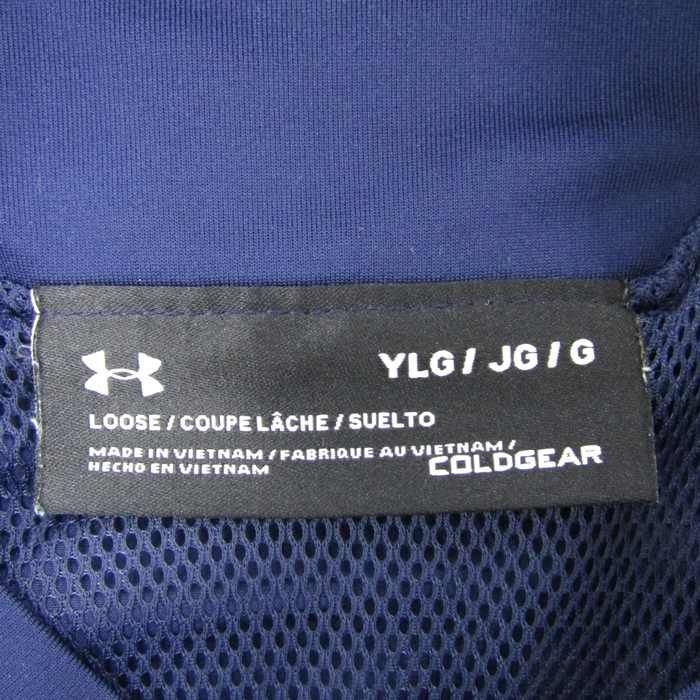 YLG / JG / G
LOOSE / COUPE LÂCHE / SUELTO
MADE IN VIETNAM / FABRIQUE AU VIETNAM /
HECHO EN VIETNAM
COLDGEAR